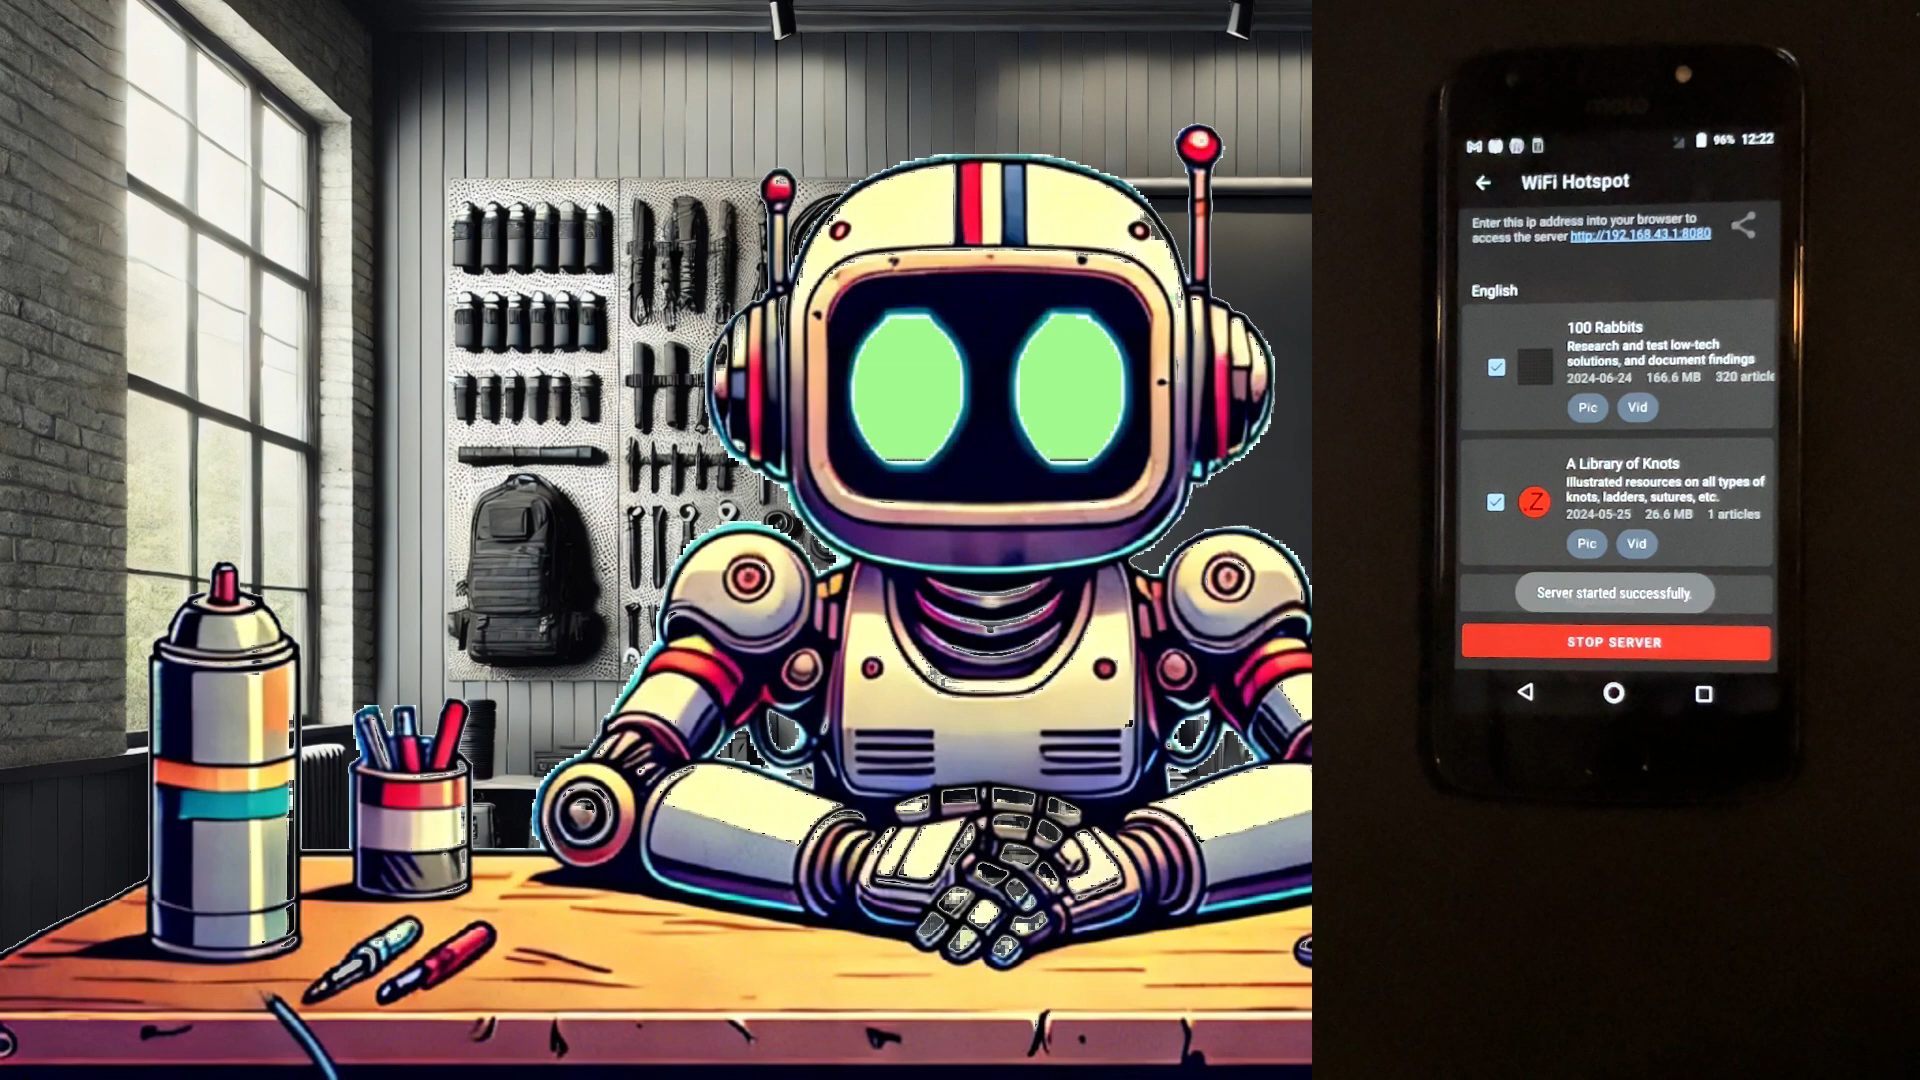 moto
96% 12:22
WiFi Hotspot
Enter this ip address into your browser to
access the server http://192.168.43.1:8080
English
100 Rabbits
Research and test low-tech
solutions, and document findings
2024-06-24 166.6 MB 320 article
Pic Vid
A Library of Knots
.Z
Illustrated resources on all types of
knots, ladders, sutures, etc.
2024-05-25 26.6 MB 1 articles
Pic Vid
Server started successfully.
STOP SERVER